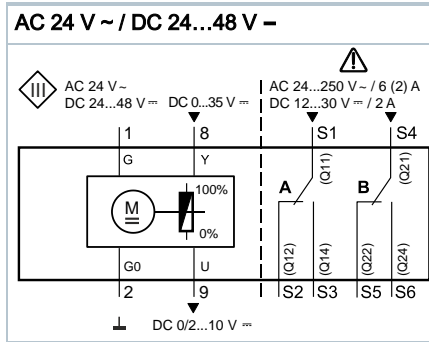 AC 24 V ~ / DC 24...48 V ⎓
III AC 24 V ~
DC 24...48 V ⎓ DC 0...35 V ⎓
AC 24...250 V ~ / 6 (2) A
DC 12...30 V ⎓ / 2 A
1 8 S1 S4
G Y (Q11) (Q21)
100%
M A B
0%
G0 U (Q12) (Q14) (Q22) (Q24)
2 9 S2 S3 S5 S6
DC 0/2...10 V ⎓